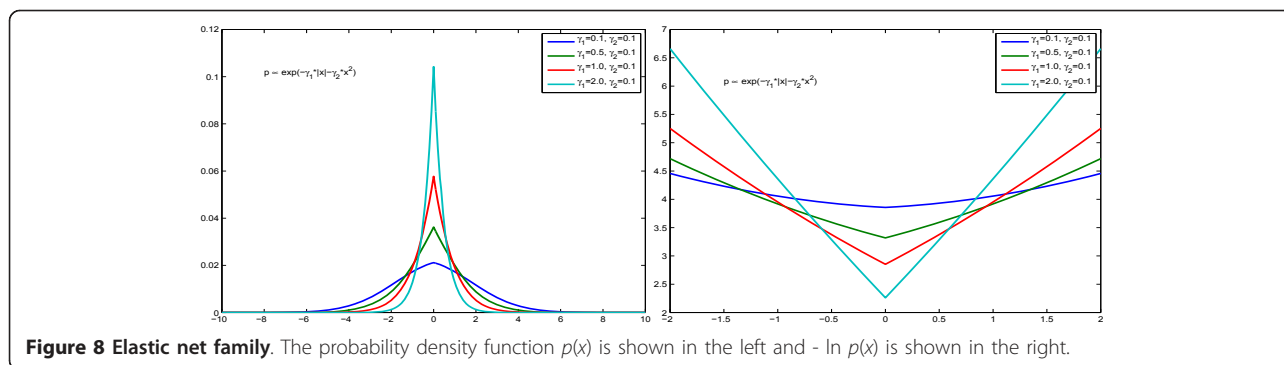 0.12
0.1
0.08
0.06
0.04
0.02
0
−10 −8 −6 −4 −2 0 2 4 6 8 10
p ∝ exp(−γ₁*|x|−γ₂*x²)
γ₁=0.1, γ₂=0.1
γ₁=0.5, γ₂=0.1
γ₁=1.0, γ₂=0.1
γ₁=2.0, γ₂=0.1
7
6.5
6
5.5
5
4.5
4
3.5
3
2.5
2
−2 −1.5 −1 −0.5 0 0.5 1 1.5 2
p ∝ exp(−γ₁*|x|−γ₂*x²)
γ₁=0.1, γ₂=0.1
γ₁=0.5, γ₂=0.1
γ₁=1.0, γ₂=0.1
γ₁=2.0, γ₂=0.1
Figure 8 Elastic net family. The probability density function p(x) is shown in the left and - ln p(x) is shown in the right.